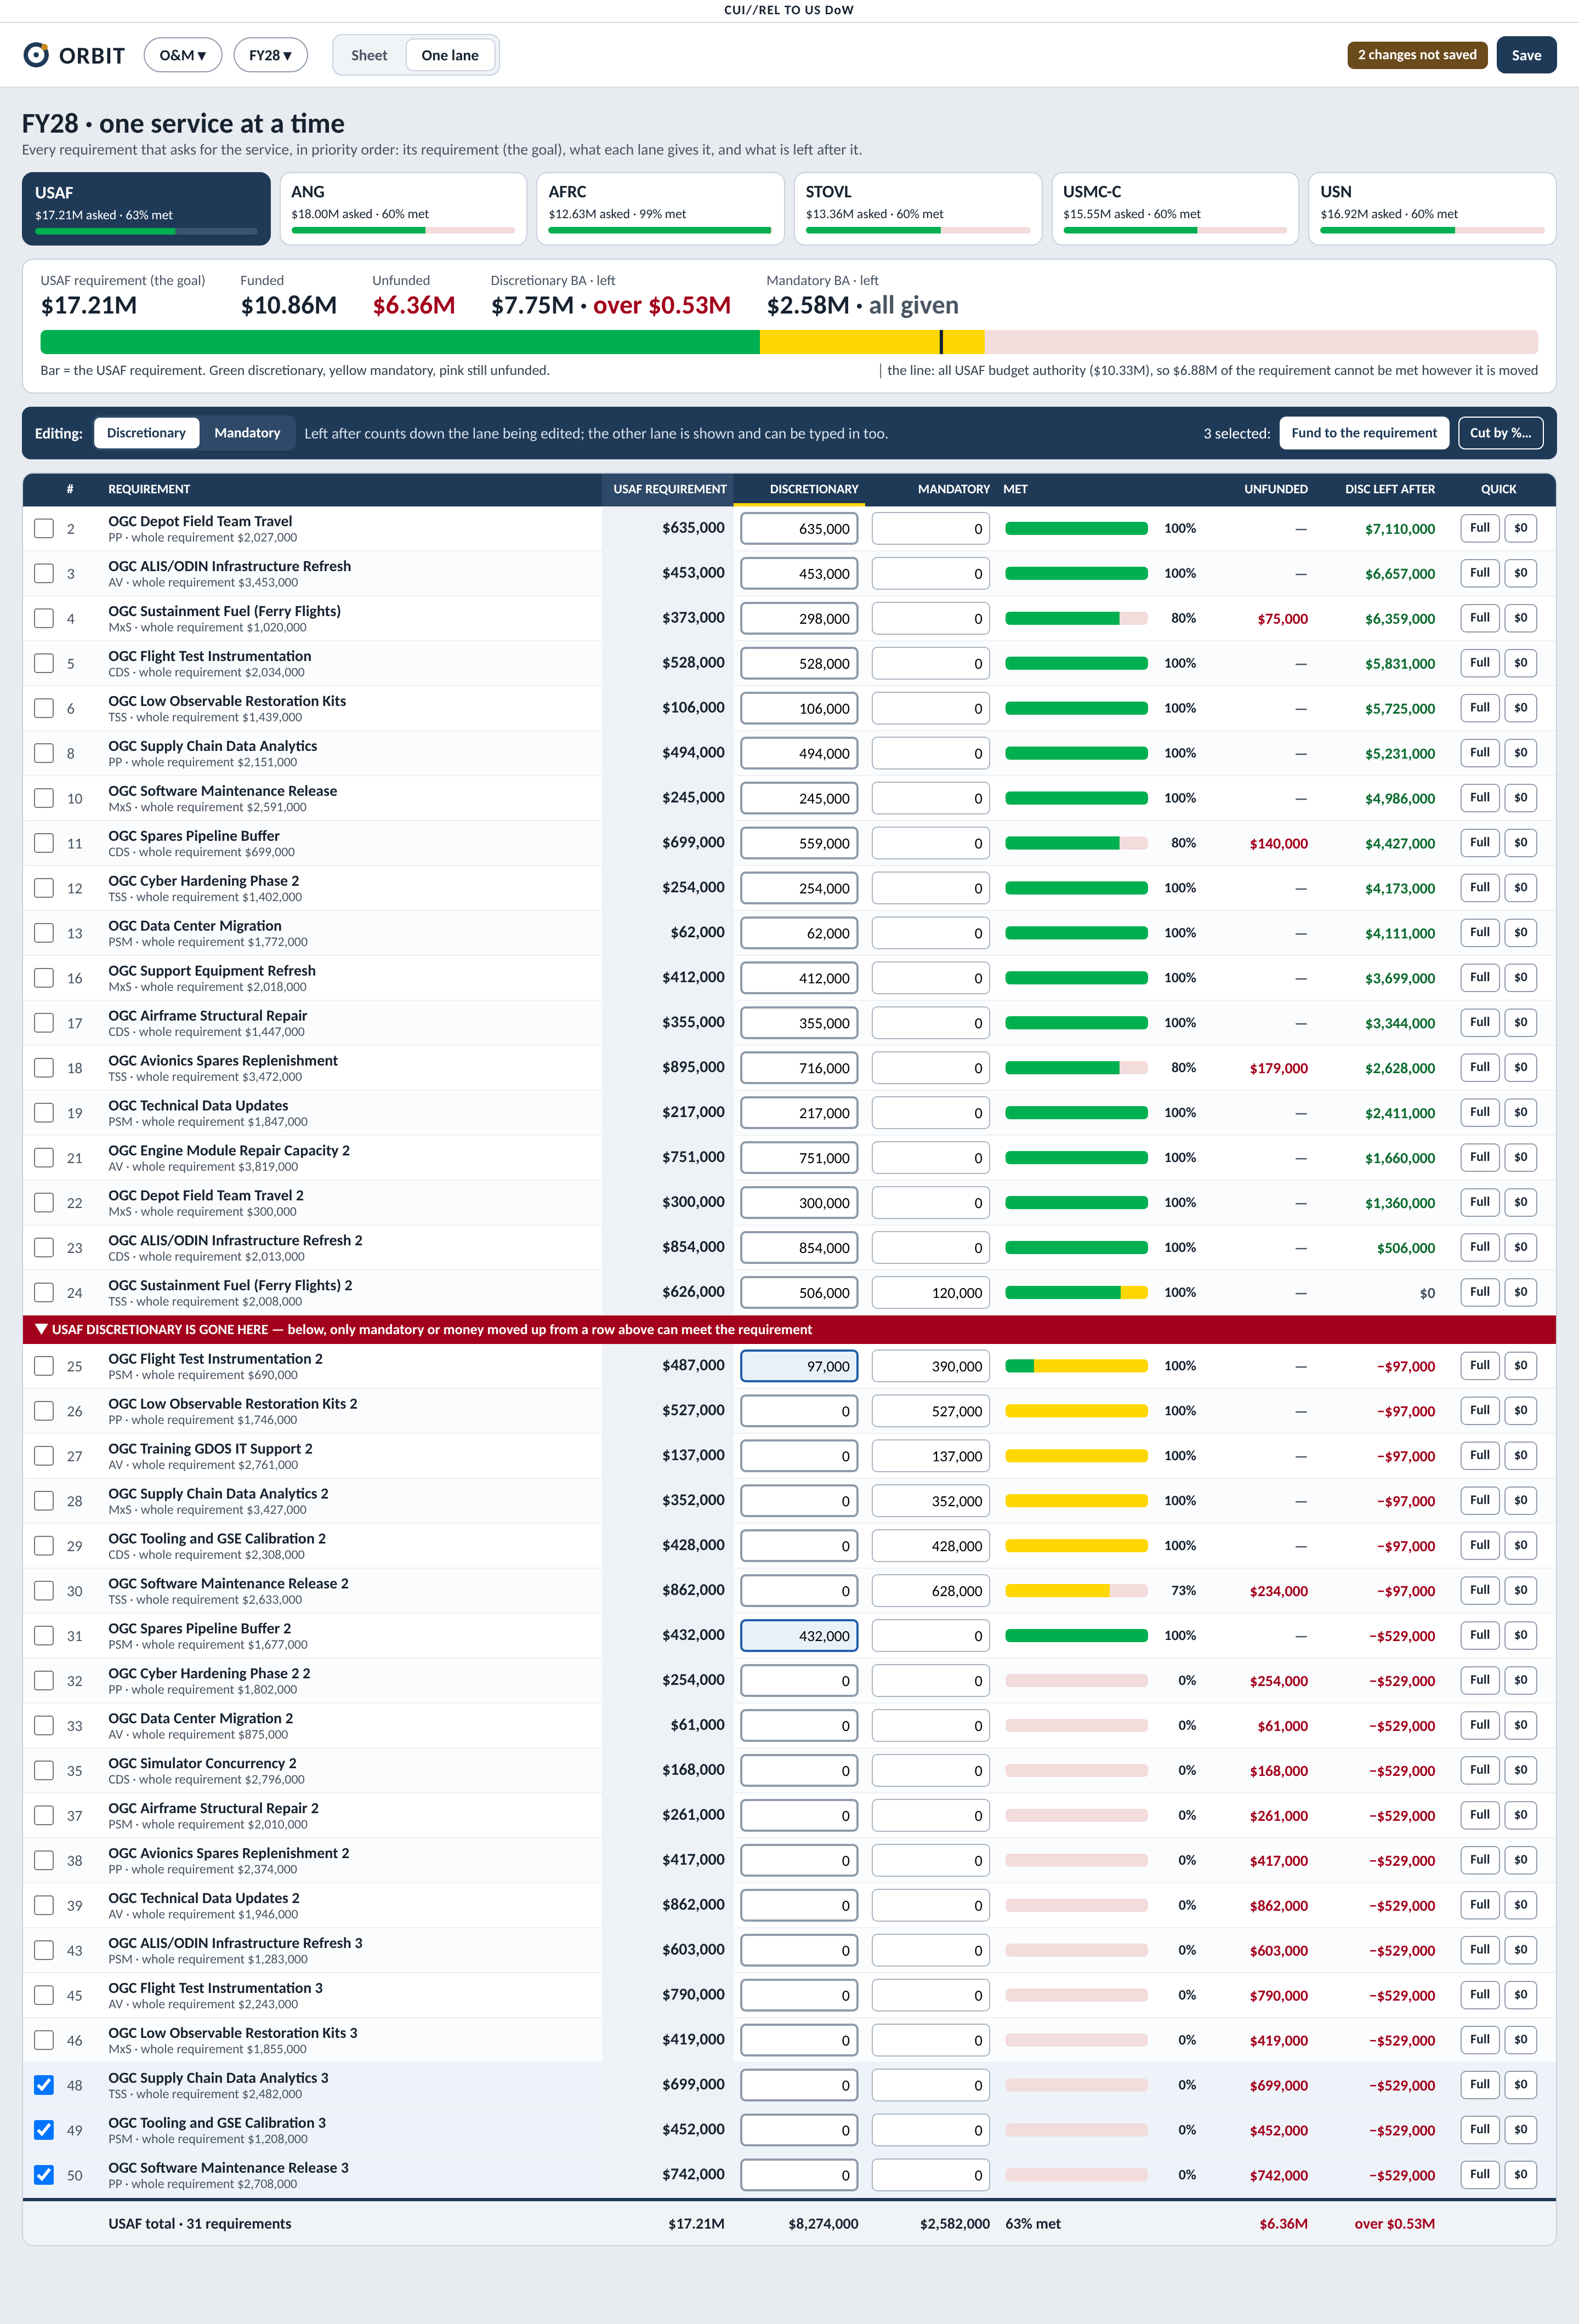 CUI//REL TO US DoW
ORBIT O&M ▾ FY28 ▾ Sheet One lane 2 changes not saved Save
FY28 · one service at a time
Every requirement that asks for the service, in priority order: its requirement (the goal), what each lane gives it, and what is left after it.
USAF ANG AFRC STOVL USMC-C USN
$17.21M asked · 63% met $18.00M asked · 60% met $12.63M asked · 99% met $13.36M asked · 60% met $15.55M asked · 60% met $16.92M asked · 60% met
USAF requirement (the goal) Funded Unfunded Discretionary BA · left Mandatory BA · left
$17.21M $10.86M $6.36M $7.75M · over $0.53M $2.58M · all given
Bar = the USAF requirement. Green discretionary, yellow mandatory, pink still unfunded. | the line: all USAF budget authority ($10.33M), so $6.88M of the requirement cannot be met however it is moved
Editing: Discretionary Mandatory Left after counts down the lane being edited; the other lane is shown and can be typed in too. 3 selected: Fund to the requirement Cut by %...
# REQUIREMENT USAF REQUIREMENT DISCRETIONARY MANDATORY MET UNFUNDED DISC LEFT AFTER QUICK
2 OGC Depot Field Team Travel $635,000 635,000 0 100% — $7,110,000 Full $0
PP · whole requirement $2,027,000
3 OGC ALIS/ODIN Infrastructure Refresh $453,000 453,000 0 100% — $6,657,000 Full $0
AV · whole requirement $3,453,000
4 OGC Sustainment Fuel (Ferry Flights) $373,000 298,000 0 80% $75,000 $6,359,000 Full $0
MxS · whole requirement $1,020,000
5 OGC Flight Test Instrumentation $528,000 528,000 0 100% — $5,831,000 Full $0
CDS · whole requirement $2,034,000
6 OGC Low Observable Restoration Kits $106,000 106,000 0 100% — $5,725,000 Full $0
TSS · whole requirement $1,439,000
8 OGC Supply Chain Data Analytics $494,000 494,000 0 100% — $5,231,000 Full $0
PP · whole requirement $2,151,000
10 OGC Software Maintenance Release $245,000 245,000 0 100% — $4,986,000 Full $0
MxS · whole requirement $2,591,000
11 OGC Spares Pipeline Buffer $699,000 559,000 0 80% $140,000 $4,427,000 Full $0
CDS · whole requirement $699,000
12 OGC Cyber Hardening Phase 2 $254,000 254,000 0 100% — $4,173,000 Full $0
TSS · whole requirement $1,402,000
13 OGC Data Center Migration $62,000 62,000 0 100% — $4,111,000 Full $0
PSM · whole requirement $1,772,000
16 OGC Support Equipment Refresh $412,000 412,000 0 100% — $3,699,000 Full $0
MxS · whole requirement $2,018,000
17 OGC Airframe Structural Repair $355,000 355,000 0 100% — $3,344,000 Full $0
CDS · whole requirement $1,447,000
18 OGC Avionics Spares Replenishment $895,000 716,000 0 80% $179,000 $2,628,000 Full $0
TSS · whole requirement $3,472,000
19 OGC Technical Data Updates $217,000 217,000 0 100% — $2,411,000 Full $0
PSM · whole requirement $1,847,000
21 OGC Engine Module Repair Capacity 2 $751,000 751,000 0 100% — $1,660,000 Full $0
AV · whole requirement $3,819,000
22 OGC Depot Field Team Travel 2 $300,000 300,000 0 100% — $1,360,000 Full $0
MxS · whole requirement $300,000
23 OGC ALIS/ODIN Infrastructure Refresh 2 $854,000 854,000 0 100% — $506,000 Full $0
CDS · whole requirement $2,013,000
24 OGC Sustainment Fuel (Ferry Flights) 2 $626,000 506,000 120,000 100% — $0 Full $0
TSS · whole requirement $2,008,000
▼ USAF DISCRETIONARY IS GONE HERE — below, only mandatory or money moved up from a row above can meet the requirement
25 OGC Flight Test Instrumentation 2 $487,000 97,000 390,000 100% — −$97,000 Full $0
PSM · whole requirement $690,000
26 OGC Low Observable Restoration Kits 2 $527,000 0 527,000 100% — −$97,000 Full $0
PP · whole requirement $1,746,000
27 OGC Training GDOS IT Support 2 $137,000 0 137,000 100% — −$97,000 Full $0
AV · whole requirement $2,761,000
28 OGC Supply Chain Data Analytics 2 $352,000 0 352,000 100% — −$97,000 Full $0
MxS · whole requirement $3,427,000
29 OGC Tooling and GSE Calibration 2 $428,000 0 428,000 100% — −$97,000 Full $0
CDS · whole requirement $2,308,000
30 OGC Software Maintenance Release 2 $862,000 0 628,000 73% $234,000 −$97,000 Full $0
TSS · whole requirement $2,633,000
31 OGC Spares Pipeline Buffer 2 $432,000 432,000 0 100% — −$529,000 Full $0
PSM · whole requirement $1,677,000
32 OGC Cyber Hardening Phase 2 2 $254,000 0 0 0% $254,000 −$529,000 Full $0
PP · whole requirement $1,802,000
33 OGC Data Center Migration 2 $61,000 0 0 0% $61,000 −$529,000 Full $0
AV · whole requirement $875,000
35 OGC Simulator Concurrency 2 $168,000 0 0 0% $168,000 −$529,000 Full $0
CDS · whole requirement $2,796,000
37 OGC Airframe Structural Repair 2 $261,000 0 0 0% $261,000 −$529,000 Full $0
PSM · whole requirement $2,010,000
38 OGC Avionics Spares Replenishment 2 $417,000 0 0 0% $417,000 −$529,000 Full $0
PP · whole requirement $2,374,000
39 OGC Technical Data Updates 2 $862,000 0 0 0% $862,000 −$529,000 Full $0
AV · whole requirement $1,946,000
43 OGC ALIS/ODIN Infrastructure Refresh 3 $603,000 0 0 0% $603,000 −$529,000 Full $0
PSM · whole requirement $1,283,000
45 OGC Flight Test Instrumentation 3 $790,000 0 0 0% $790,000 −$529,000 Full $0
AV · whole requirement $2,243,000
46 OGC Low Observable Restoration Kits 3 $419,000 0 0 0% $419,000 −$529,000 Full $0
MxS · whole requirement $1,855,000
48 OGC Supply Chain Data Analytics 3 $699,000 0 0 0% $699,000 −$529,000 Full $0
TSS · whole requirement $2,482,000
49 OGC Tooling and GSE Calibration 3 $452,000 0 0 0% $452,000 −$529,000 Full $0
PSM · whole requirement $1,208,000
50 OGC Software Maintenance Release 3 $742,000 0 0 0% $742,000 −$529,000 Full $0
PP · whole requirement $2,708,000
USAF total · 31 requirements $17.21M $8,274,000 $2,582,000 63% met $6.36M over $0.53M